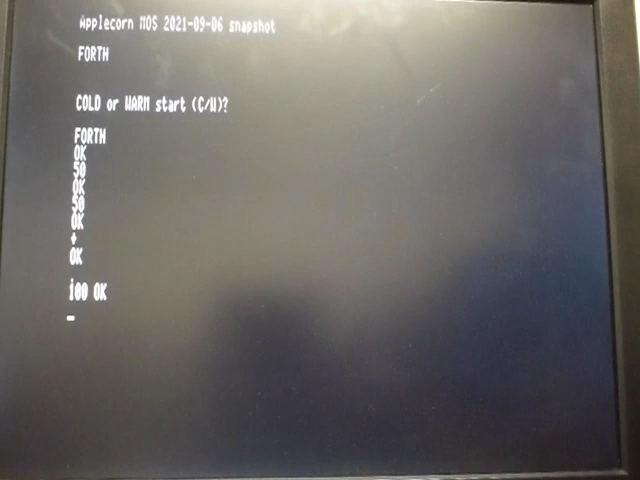 Applecorn MOS 2021-09-06 snapshot
FORTH
COLD or WARM start (C/W)?
FORTH
OK
50
OK
50
OK
+
OK
.
100 OK
_